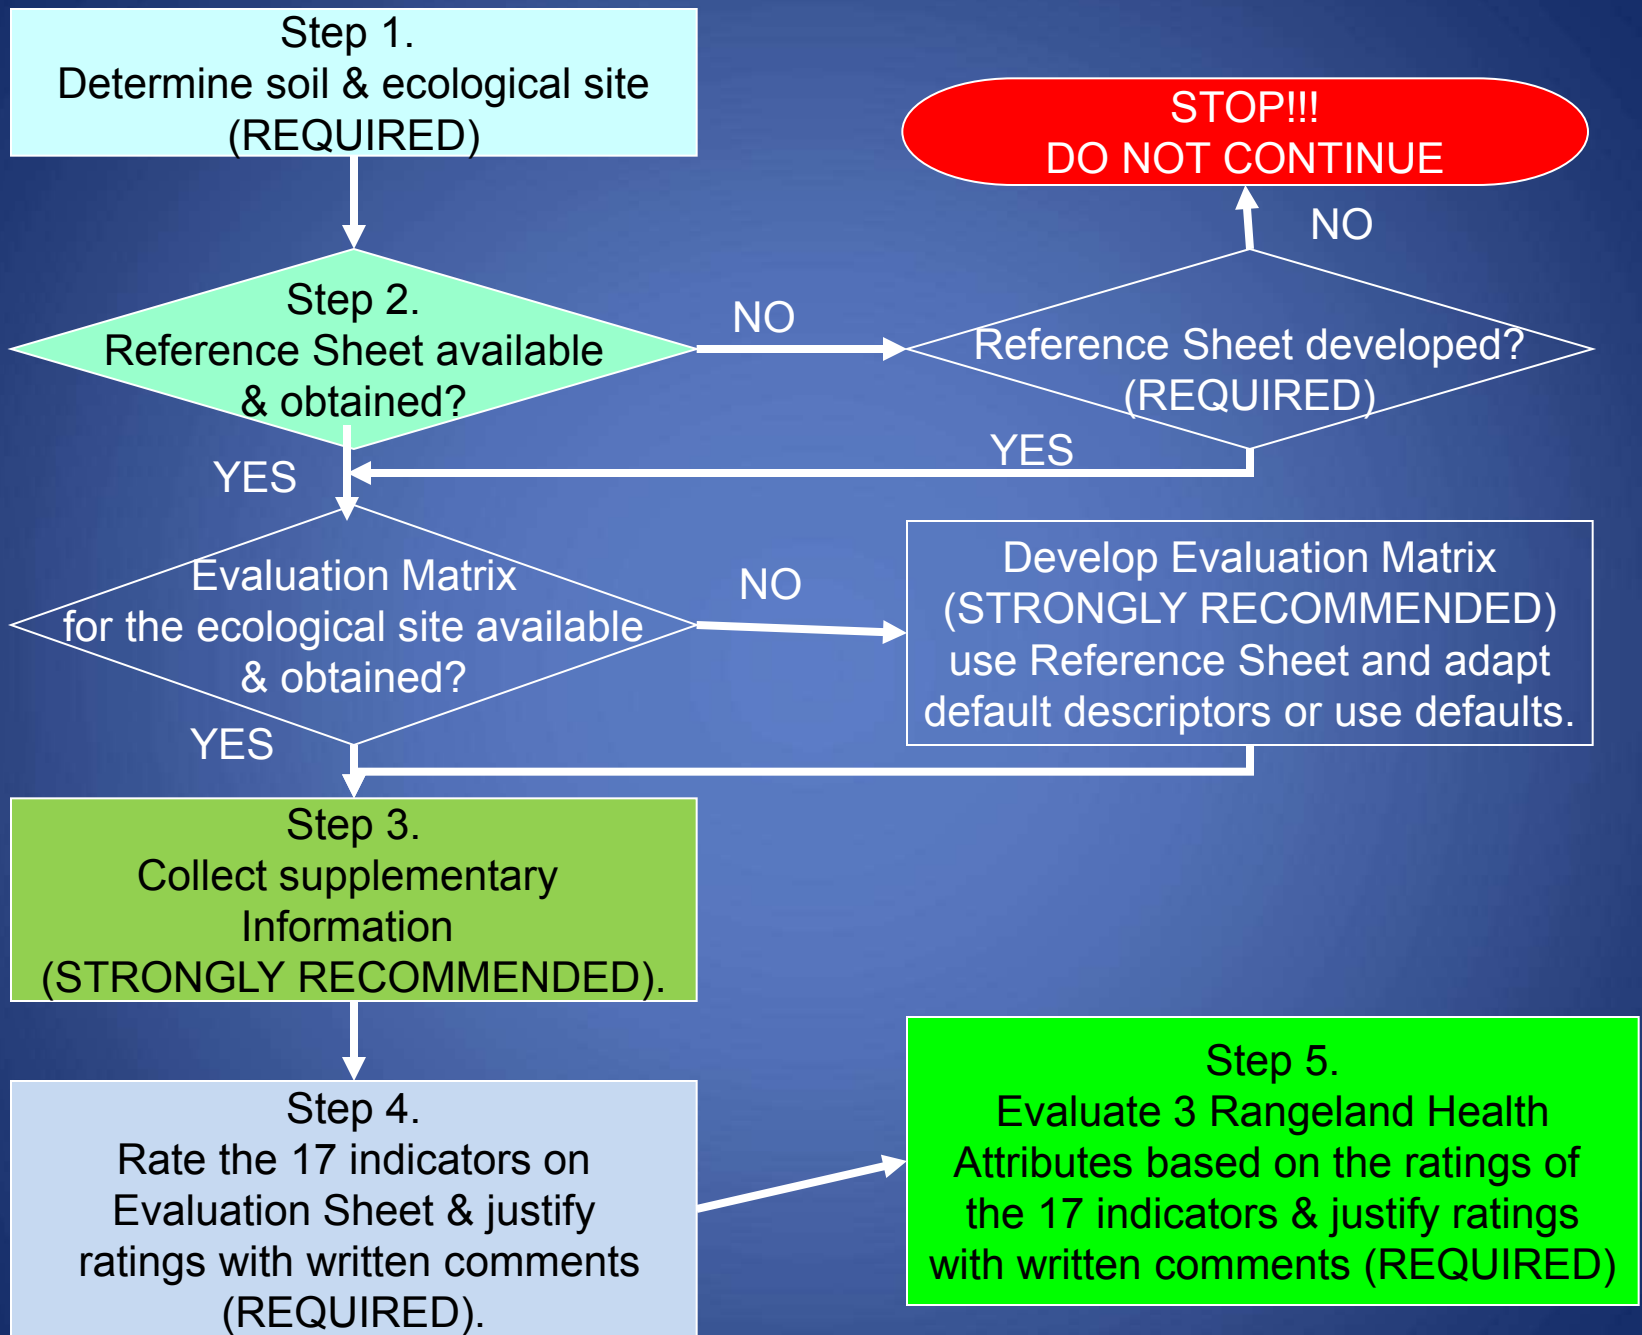 Step 1.
Determine soil & ecological site
(REQUIRED)
STOP!!!
DO NOT CONTINUE
NO
Step 2.
Reference Sheet available
& obtained?
NO
Reference Sheet developed?
(REQUIRED)
YES
YES
Evaluation Matrix
for the ecological site available
& obtained?
NO
Develop Evaluation Matrix
(STRONGLY RECOMMENDED)
use Reference Sheet and adapt
default descriptors or use defaults.
YES
Step 3.
Collect supplementary
Information
(STRONGLY RECOMMENDED).
Step 4.
Rate the 17 indicators on
Evaluation Sheet & justify
ratings with written comments
(REQUIRED).
Step 5.
Evaluate 3 Rangeland Health
Attributes based on the ratings of
the 17 indicators & justify ratings
with written comments (REQUIRED)